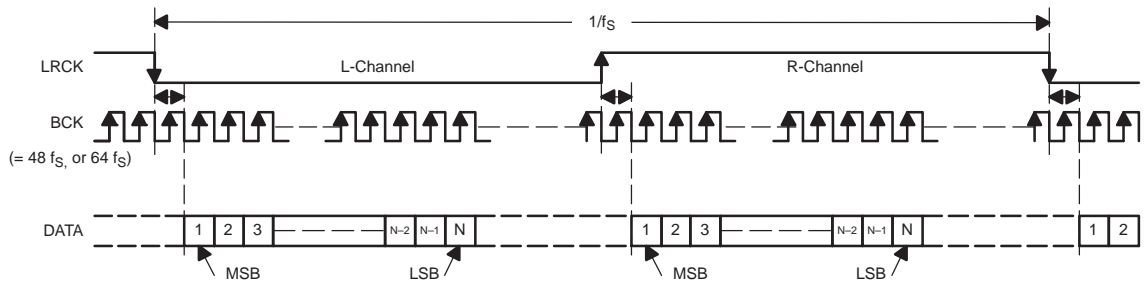 1/fS
LRCK
L-Channel
R-Channel
BCK
(= 48 fS, or 64 fS)
DATA
1 2 3 N–2 N–1 N 1 2 3 N–2 N–1 N 1 2
MSB LSB MSB LSB